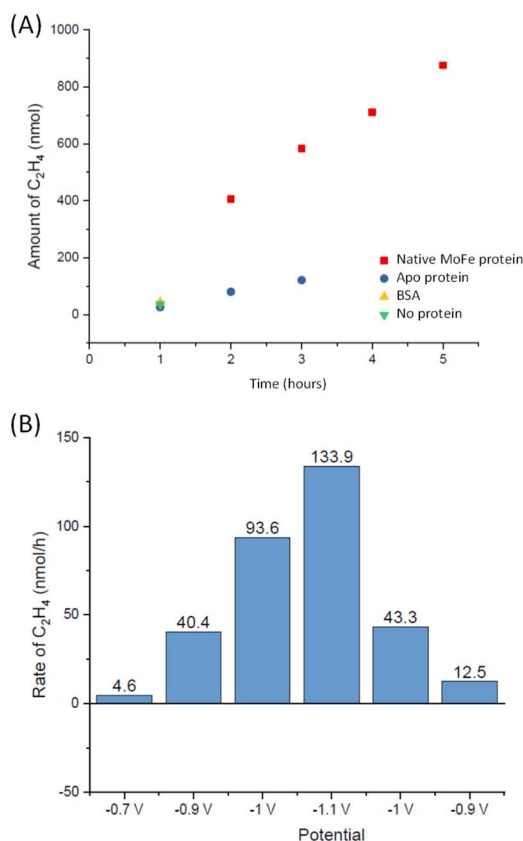 (A)
1000
800
600
400
200
0
Amount of C₂H₄ (nmol)
Native MoFe protein
Apo protein
BSA
No protein
0 1 2 3 4 5
Time (hours)
(B)
150
100
50
0
-50
Rate of C₂H₄ (nmol/h)
4.6 40.4 93.6 133.9 43.3 12.5
-0.7 V -0.9 V -1 V -1.1 V -1 V -0.9 V
Potential